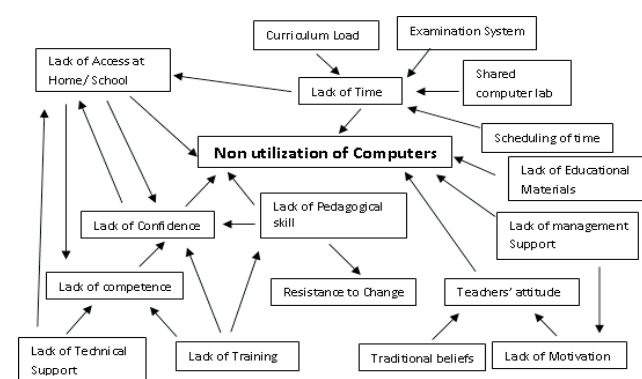 Curriculum Load
Examination System
Lack of Access at
Home/ School
Lack of Time
Shared
computer lab
Scheduling of time
Non utilization of Computers
Lack of Educational
Materials
Lack of Pedagogical
skill
Lack of Confidence
Lack of management
Support
Lack of competence
Resistance to Change
Teachers' attitude
Lack of Technical
Support
Lack of Training
Traditional beliefs
Lack of Motivation